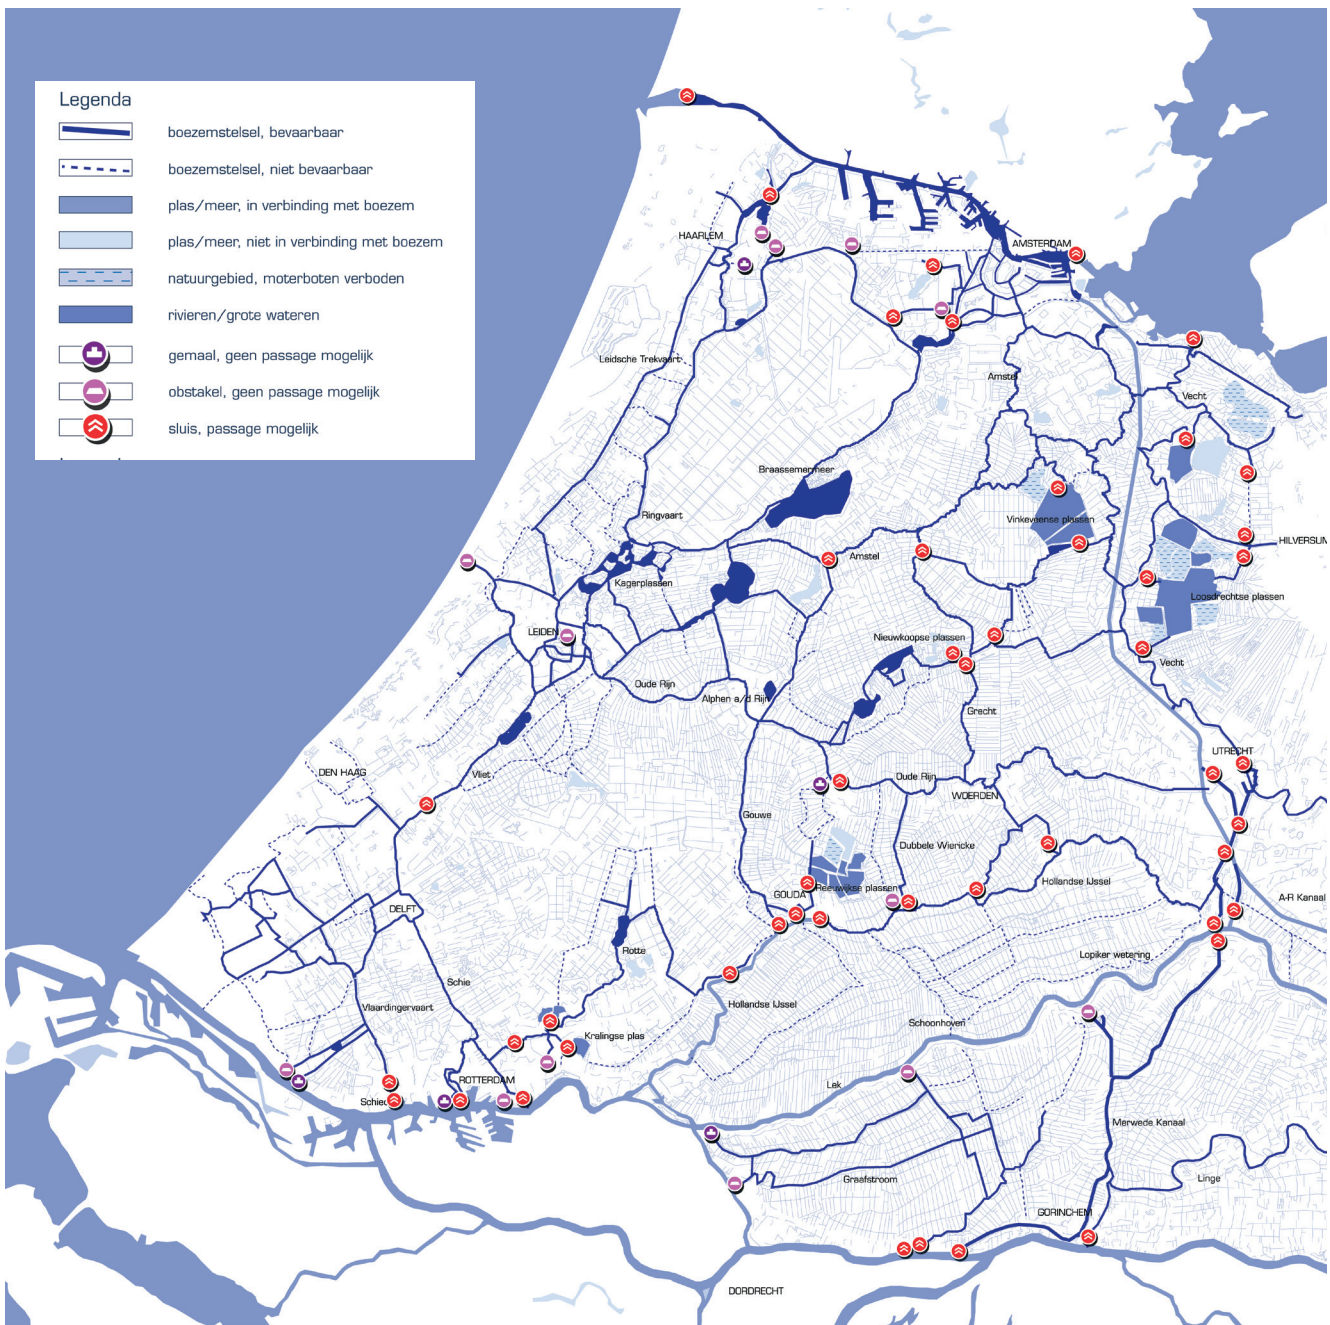 Legenda
boezemstelsel, bevaarbaar
boezemstelsel, niet bevaarbaar
plas/meer, in verbinding met boezem
plas/meer, niet in verbinding met boezem
natuurgebied, moterboten verboden
rivieren/grote wateren
gemaal, geen passage mogelijk
obstakel, geen passage mogelijk
sluis, passage mogelijk
HAARLEM
AMSTERDAM
Leidsche Trekvaart
Amstel
Vecht
Braassemermeer
Ringvaart
Vinkeveense plassen
HILVERSUM
Amstel
Kagerplassen
Loosdrechtse plassen
LEIDEN
Nieuwkoopse plassen
Vecht
Oude Rijn
Alphen a/d Rijn
Grecht
UTRECHT
DEN HAAG
Vliet
Oude Rijn
WOERDEN
Gouwe
Dubbele Wiericke
Hollandse IJssel
GOUDA
Reeuwijkse plassen
A-R Kanaal
DELFT
Rotte
Lopiker wetering
Schie
Vlaardingervaart
Hollandse IJssel
Schoonhoven
Kralingse plas
ROTTERDAM
Lek
Schied
Merwede Kanaal
Graafstroom
Linge
GORINCHEM
DORDRECHT